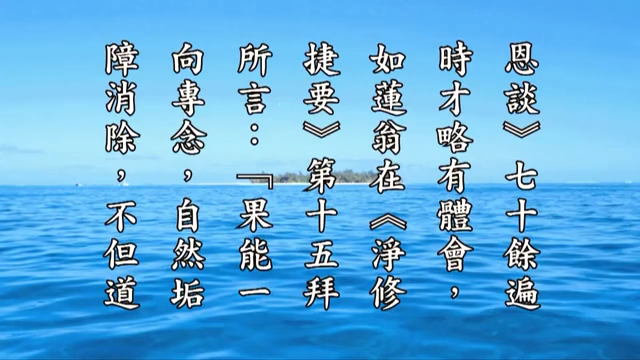 恩談》七十餘遍
時才略有體會，
如蓮翁在《淨修
捷要》第十五拜
所言：『果能一
向專念，自然垢
障消除，不但道